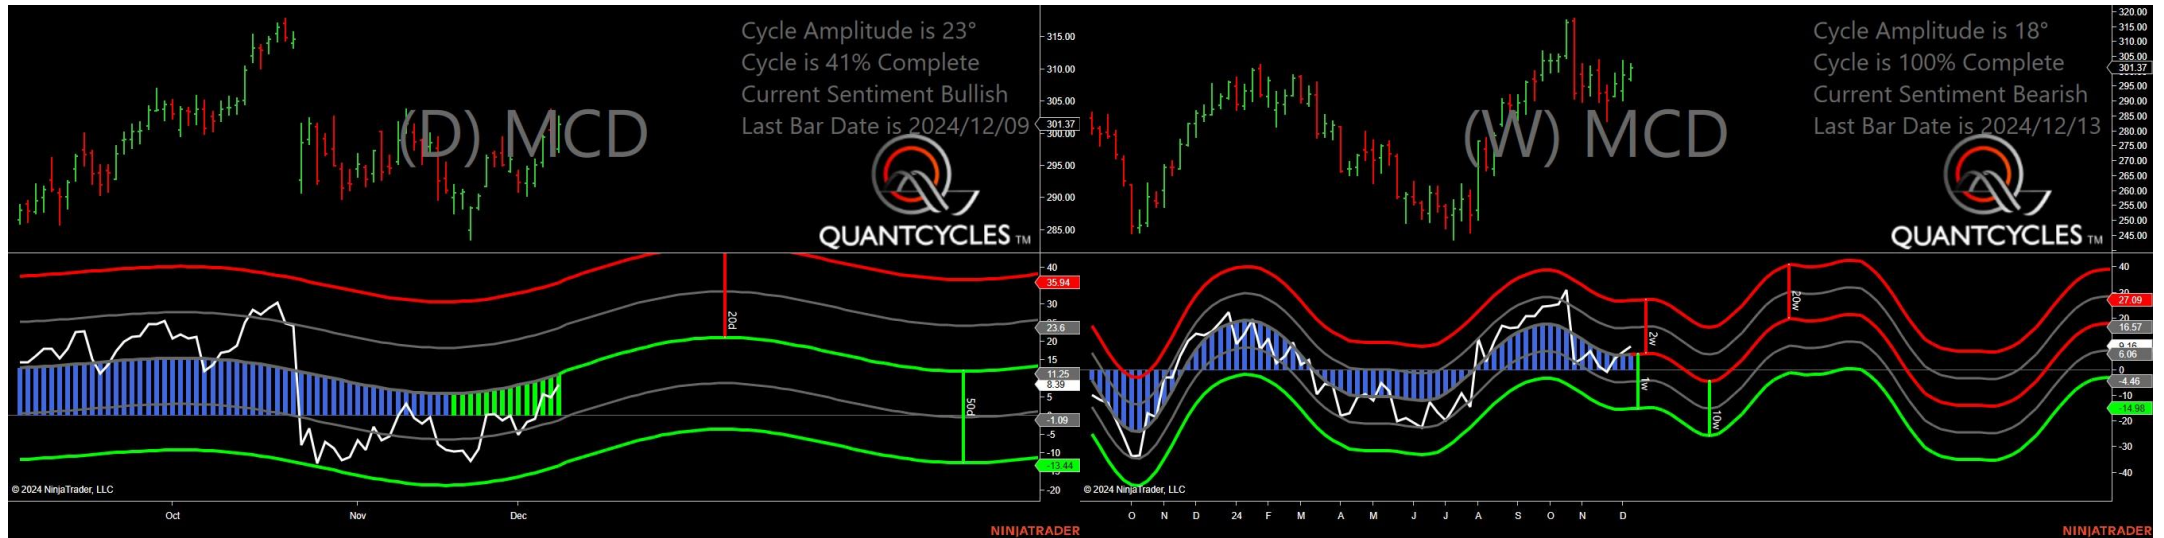 Cycle Amplitude is 23°
Cycle is 41% Complete
Current Sentiment Bullish
Last Bar Date is 2024/12/09
(D) MCD
QUANTCYCLES TM
315.00
310.00
305.00
301.37
300.00
295.00
290.00
285.00
40
35.94
30
23.6
20
15
11.25
8.39
5
-1.09
-5
-10
-13.44
-20
20d
50d
© 2024 NinjaTrader, LLC
Oct
Nov
Dec
NINJATRADER
Cycle Amplitude is 18°
Cycle is 100% Complete
Current Sentiment Bearish
Last Bar Date is 2024/12/13
(W) MCD
QUANTCYCLES TM
320.00
315.00
310.00
305.00
301.37
295.00
290.00
285.00
280.00
275.00
270.00
265.00
260.00
255.00
250.00
245.00
40
27.09
16.57
6.06
0
-4.46
-10
-14.98
-20
-30
-40
2w
1w
10w
20w
© 2024 NinjaTrader, LLC
O
N
D
24
F
M
A
M
J
J
A
S
O
N
D
NINJATRADER